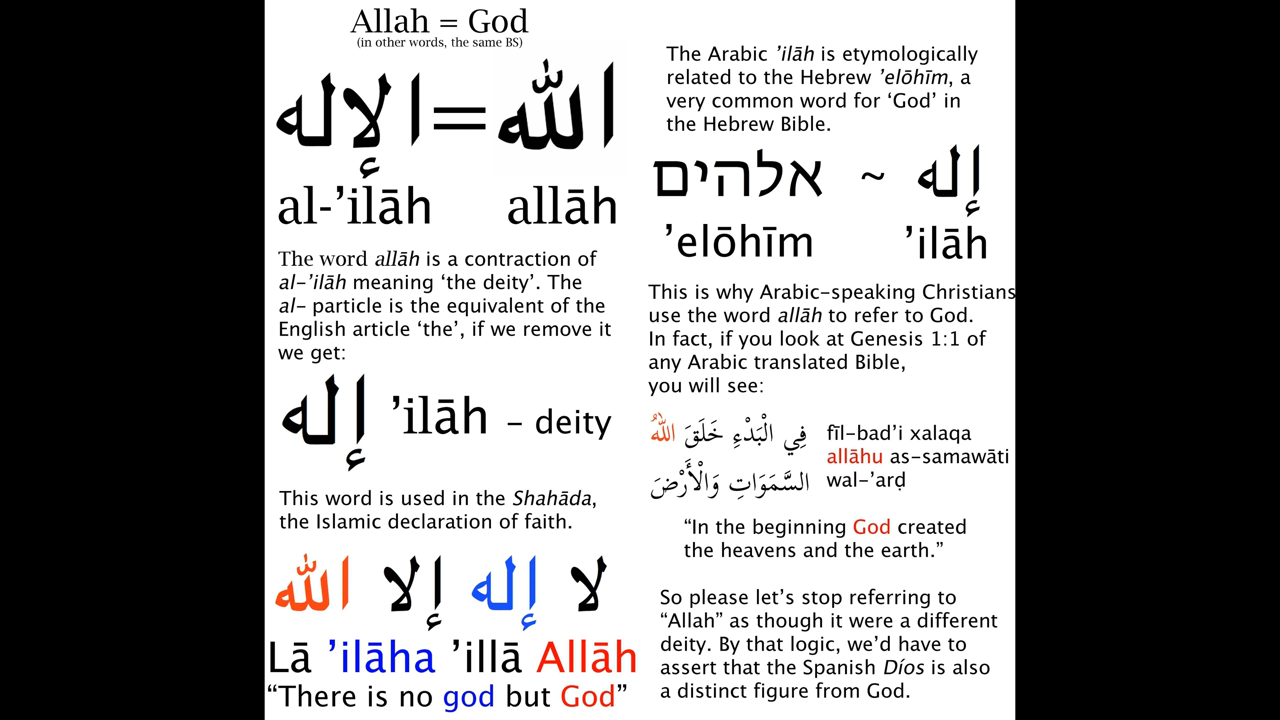 Allah = God
(in other words, the same BS)
الله=الإله
al-’ilāh allāh
The word allāh is a contraction of
al-’ilāh meaning ‘the deity’. The
al- particle is the equivalent of the
English article ‘the’, if we remove it
we get:
إله ’ilāh – deity
This word is used in the Shahāda,
the Islamic declaration of faith.
لا إله إلا الله
Lā ’ilāha ’illā Allāh
“There is no god but God”
The Arabic ’ilāh is etymologically
related to the Hebrew ’elōhīm, a
very common word for ‘God’ in
the Hebrew Bible.
אלהים ~ إله
’elōhīm ’ilāh
This is why Arabic-speaking Christians
use the word allāh to refer to God.
In fact, if you look at Genesis 1:1 of
any Arabic translated Bible,
you will see:
فِي الْبَدْءِ خَلَقَ اللهُ
السَّمَوَاتِ وَالْأَرْضَ
fīl-bad’i xalaqa
allāhu as-samawāti
wal-’arḍ
“In the beginning God created
the heavens and the earth.”
So please let’s stop referring to
“Allah” as though it were a different
deity. By that logic, we’d have to
assert that the Spanish Díos is also
a distinct figure from God.